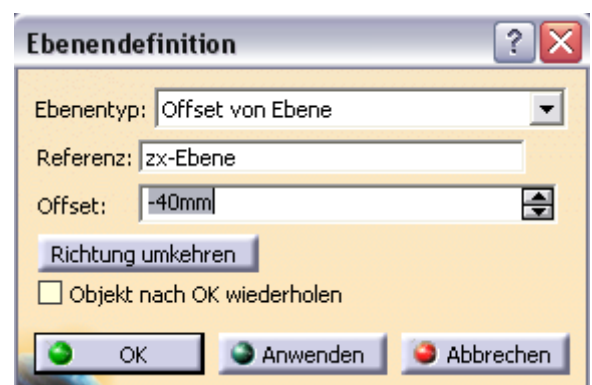 Ebenendefinition
Ebenentyp: Offset von Ebene
Referenz: zx-Ebene
Offset: -40mm
Richtung umkehren
Objekt nach OK wiederholen
OK Anwenden Abbrechen